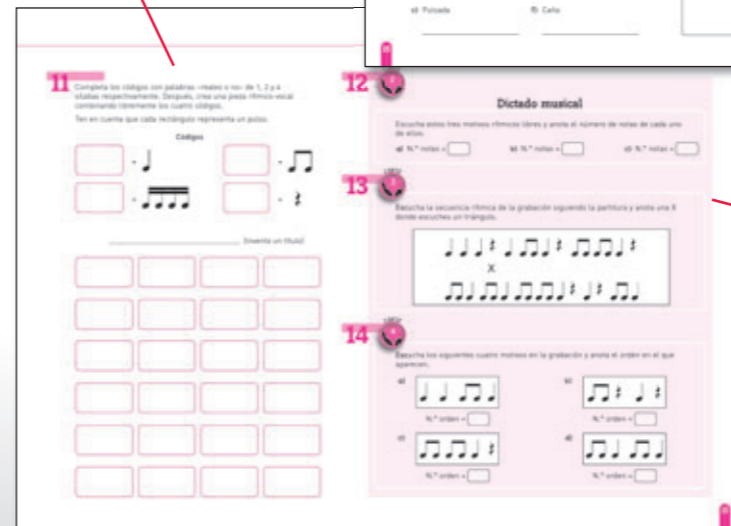 e) Pulsada
f) Caña
11
Completa los códigos con palabras –reales o no– de 1, 2 y 4
sílabas respectivamente. Después, crea una pieza rítmico-vocal
combinando libremente los cuatro códigos.
Ten en cuenta que cada rectángulo representa un pulso.
Códigos
(Inventa un título)
12
Dictado musical
Escucha estos tres motivos rítmicos libres y anota el número de notas de cada uno
de ellos.
a) N.º notas =
b) N.º notas =
c) N.º notas =
13
Escucha la secuencia rítmica de la grabación siguiendo la partitura y anota una X
donde escuches un triángulo.
X
14
Escucha los siguientes cuatro motivos en la grabación y anota el orden en el que
aparecen.
a)
b)
N.º orden =
N.º orden =
c)
d)
N.º orden =
N.º orden =